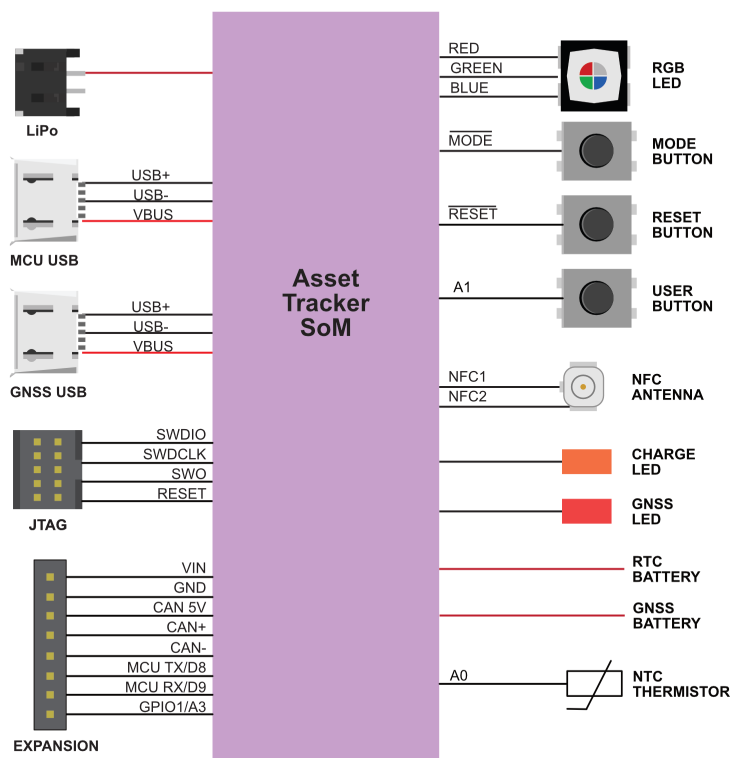 LiPo
USB+
USB-
VBUS
MCU USB
USB+
USB-
VBUS
GNSS USB
SWDIO
SWDCLK
SWO
RESET
JTAG
VIN
GND
CAN 5V
CAN+
CAN-
MCU TX/D8
MCU RX/D9
GPIO1/A3
EXPANSION
Asset
Tracker
SoM
RED
GREEN
BLUE
RGB
LED
MODE
MODE
BUTTON
RESET
RESET
BUTTON
A1
USER
BUTTON
NFC1
NFC2
NFC
ANTENNA
CHARGE
LED
GNSS
LED
RTC
BATTERY
GNSS
BATTERY
A0
NTC
THERMISTOR